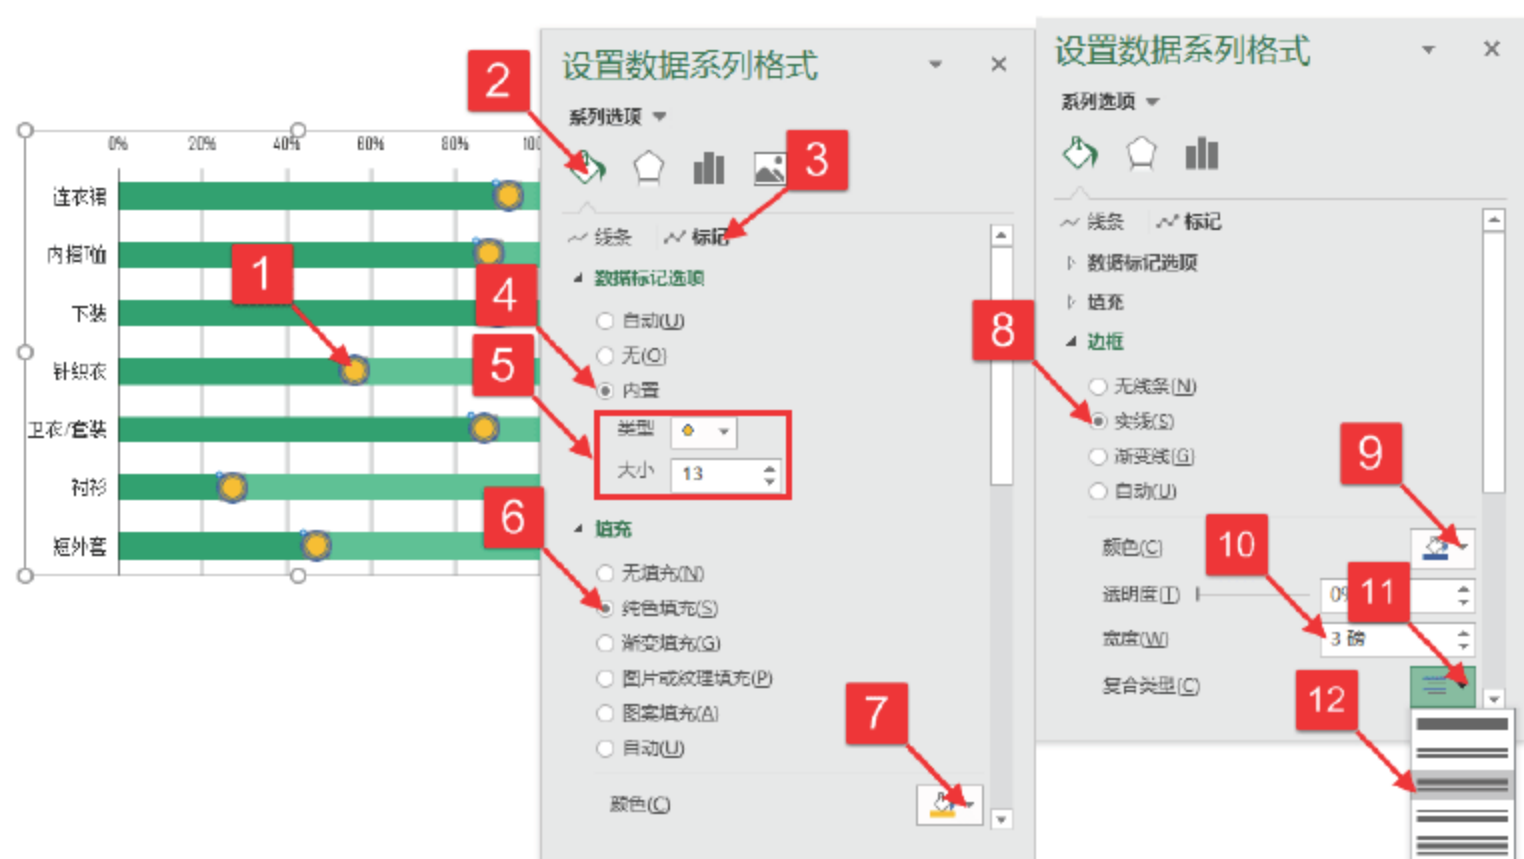 0% 20% 40% 60% 80% 100
连衣裙
内搭T恤
下装
针织衣
卫衣/套装
衬衫
短外套
1
2
3
4
5
6
7
设置数据系列格式
系列选项
线条 标记
数据标记选项
自动(U)
无(O)
内置
类型
大小 13
填充
无填充(N)
纯色填充(S)
渐变填充(G)
图片或纹理填充(P)
图案填充(A)
自动(U)
颜色(C)
设置数据系列格式
系列选项
线条 标记
数据标记选项
填充
边框
无线条(N)
实线(S)
渐变线(G)
自动(U)
颜色(C)
透明度(T) 0%
宽度(W) 3 磅
复合类型(C)
8
9
10
11
12